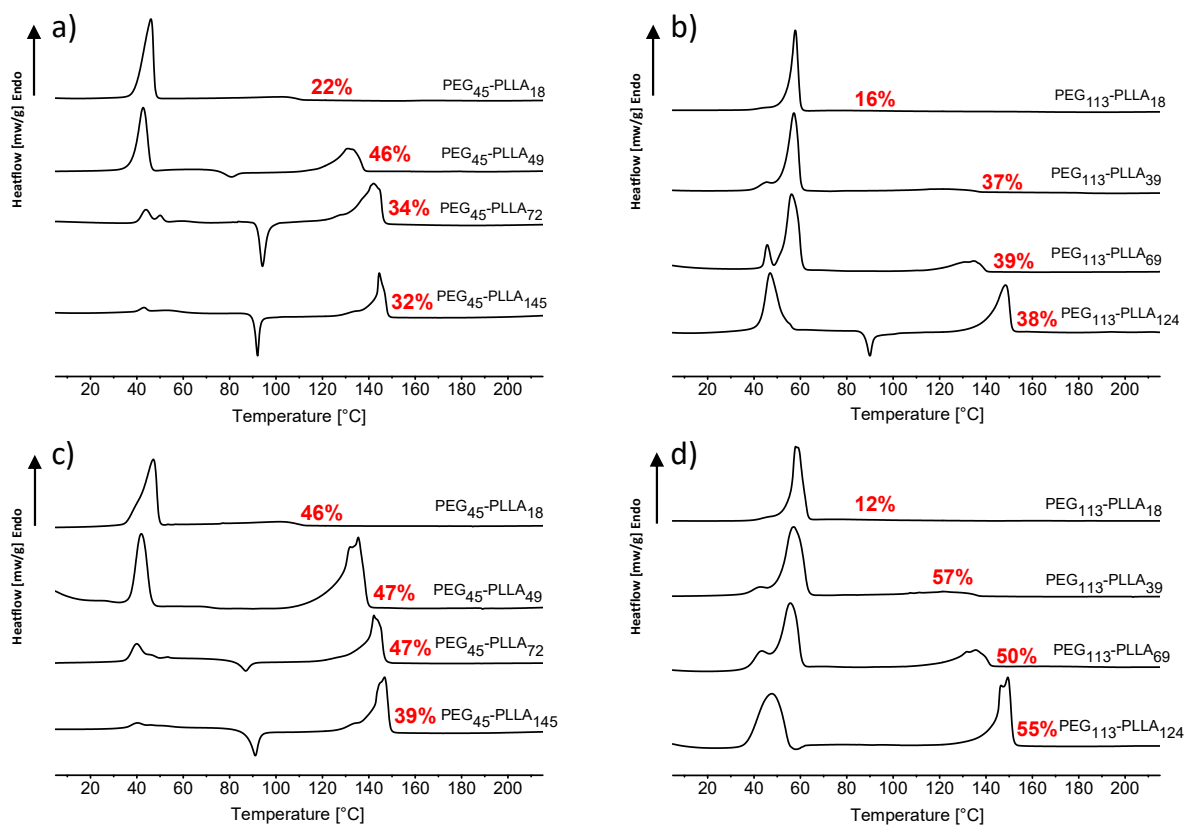 a)
Heatflow [mw/g] Endo
22%
PEG45-PLLA18
46%
PEG45-PLLA49
34%
PEG45-PLLA72
32%
PEG45-PLLA145
20 40 60 80 100 120 140 160 180 200
Temperature [°C]
b)
Heatflow [mw/g] Endo
16%
PEG113-PLLA18
37%
PEG113-PLLA39
39%
PEG113-PLLA69
38%
PEG113-PLLA124
20 40 60 80 100 120 140 160 180 200
Temperature [°C]
c)
Heatflow [mw/g] Endo
46%
PEG45-PLLA18
47%
PEG45-PLLA49
47%
PEG45-PLLA72
39%
PEG45-PLLA145
20 40 60 80 100 120 140 160 180 200
Temperature [°C]
d)
Heatflow [mw/g] Endo
12%
PEG113-PLLA18
57%
PEG113-PLLA39
50%
PEG113-PLLA69
55%
PEG113-PLLA124
20 40 60 80 100 120 140 160 180 200
Temperature [°C]